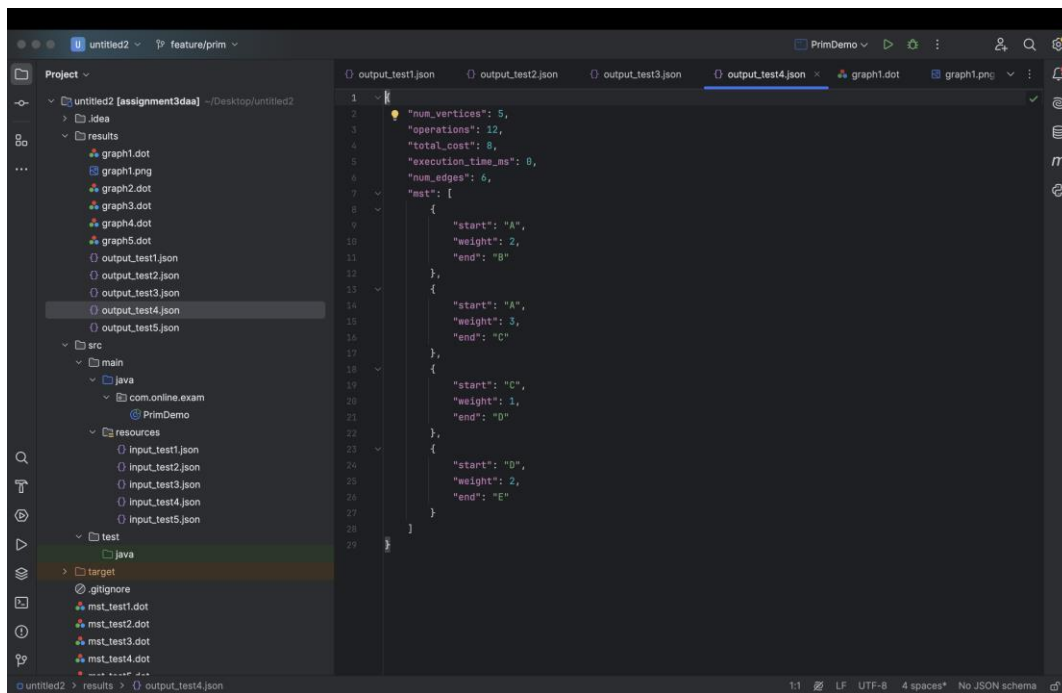 U untitled2 feature/prim PrimDemo
Project
untitled2 [assignment3daa] ~/Desktop/untitled2
.idea
results
graph1.dot
graph1.png
graph2.dot
graph3.dot
graph4.dot
graph5.dot
output_test1.json
output_test2.json
output_test3.json
output_test4.json
output_test5.json
src
main
java
com.online.exam
PrimDemo
resources
input_test1.json
input_test2.json
input_test3.json
input_test4.json
input_test5.json
test
java
target
.gitignore
mst_test1.dot
mst_test2.dot
mst_test3.dot
mst_test4.dot
mst_test5.dot
output_test1.json output_test2.json output_test3.json output_test4.json graph1.dot graph1.png
1 {
2 "num_vertices": 5,
3 "operations": 12,
4 "total_cost": 8,
5 "execution_time_ms": 0,
6 "num_edges": 6,
7 "mst": [
8 {
9 "start": "A",
10 "weight": 2,
11 "end": "B"
12 },
13 {
14 "start": "A",
15 "weight": 3,
16 "end": "C"
17 },
18 {
19 "start": "C",
20 "weight": 1,
21 "end": "D"
22 },
23 {
24 "start": "D",
25 "weight": 2,
26 "end": "E"
27 }
28 ]
29 }
m
untitled2 > results > output_test4.json 1:1 LF UTF-8 4 spaces* No JSON schema